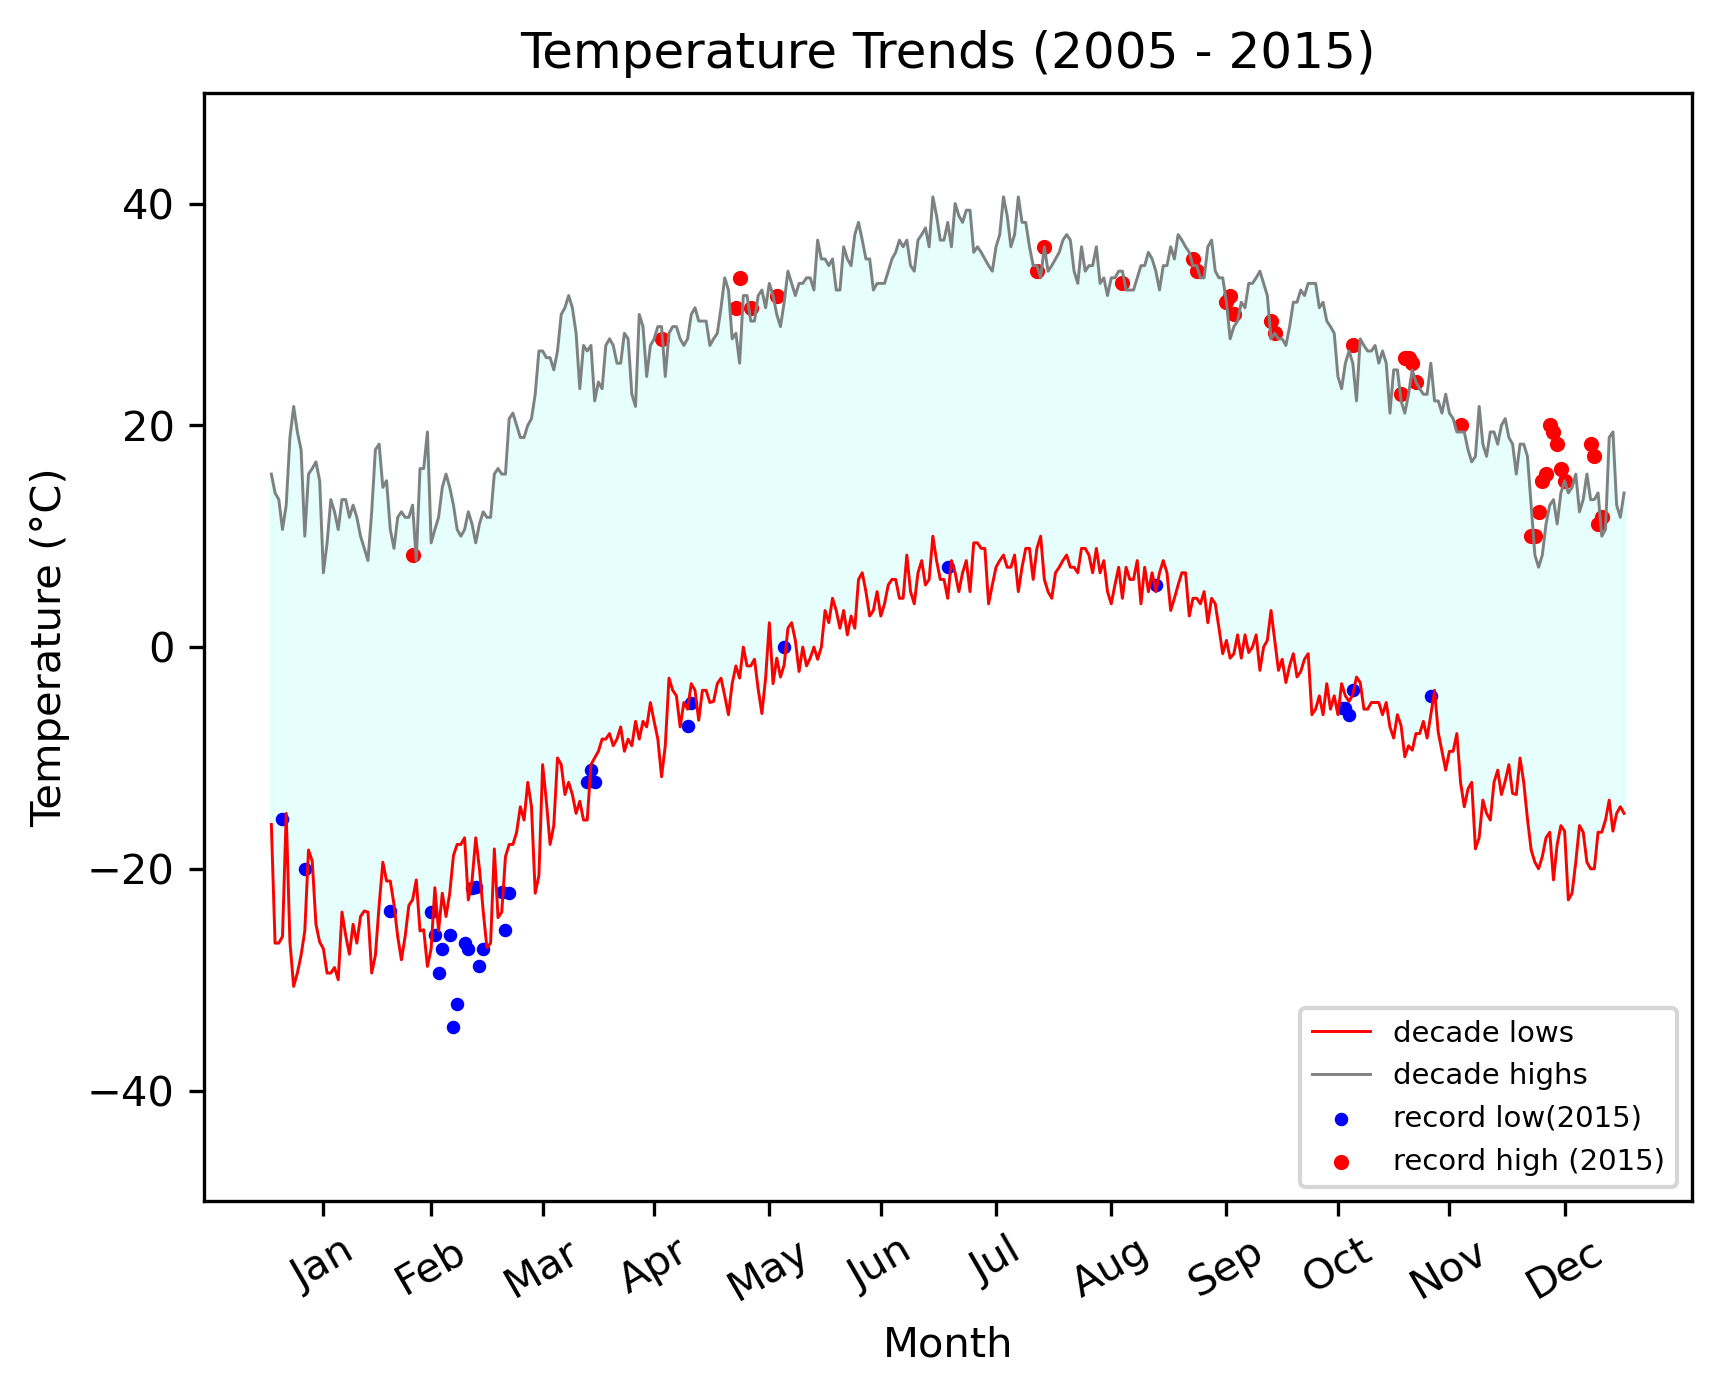 Temperature Trends (2005 - 2015)
Temperature (°C)
40
20
0
−20
−40
decade lows
decade highs
record low(2015)
record high (2015)
Jan Feb Mar Apr May Jun Jul Aug Sep Oct Nov Dec
Month